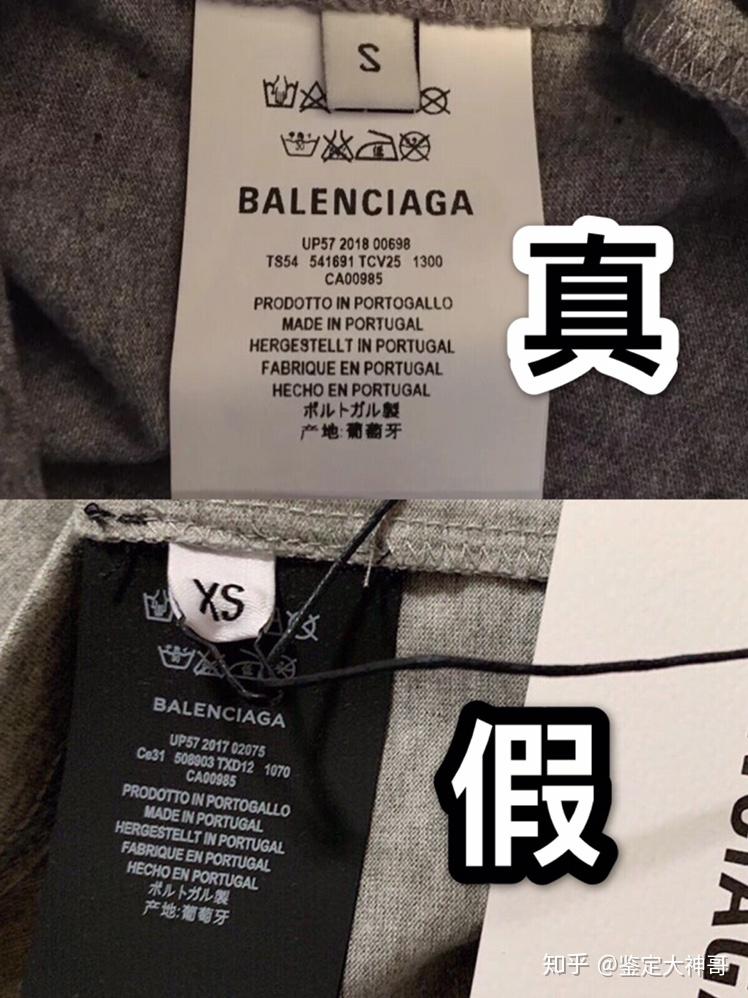 S
BALENCIAGA
UP57 2018 00698
TS54 541691 TCV25 1300
CA00985
PRODOTTO IN PORTOGALLO
MADE IN PORTUGAL
HERGESTELLT IN PORTUGAL
FABRIQUE EN PORTUGAL
HECHO EN PORTUGAL
ポルトガル製
产地:葡萄牙
真
XS
BALENCIAGA
UP57 2017 02075
Ce31 508903 TXD12 1070
CA00985
PRODOTTO IN PORTOGALLO
MADE IN PORTUGAL
HERGESTELLT IN PORTUGAL
FABRIQUE EN PORTUGAL
HECHO EN PORTUGAL
ポルトガル製
产地:葡萄牙
假
知乎 @鉴定大神哥